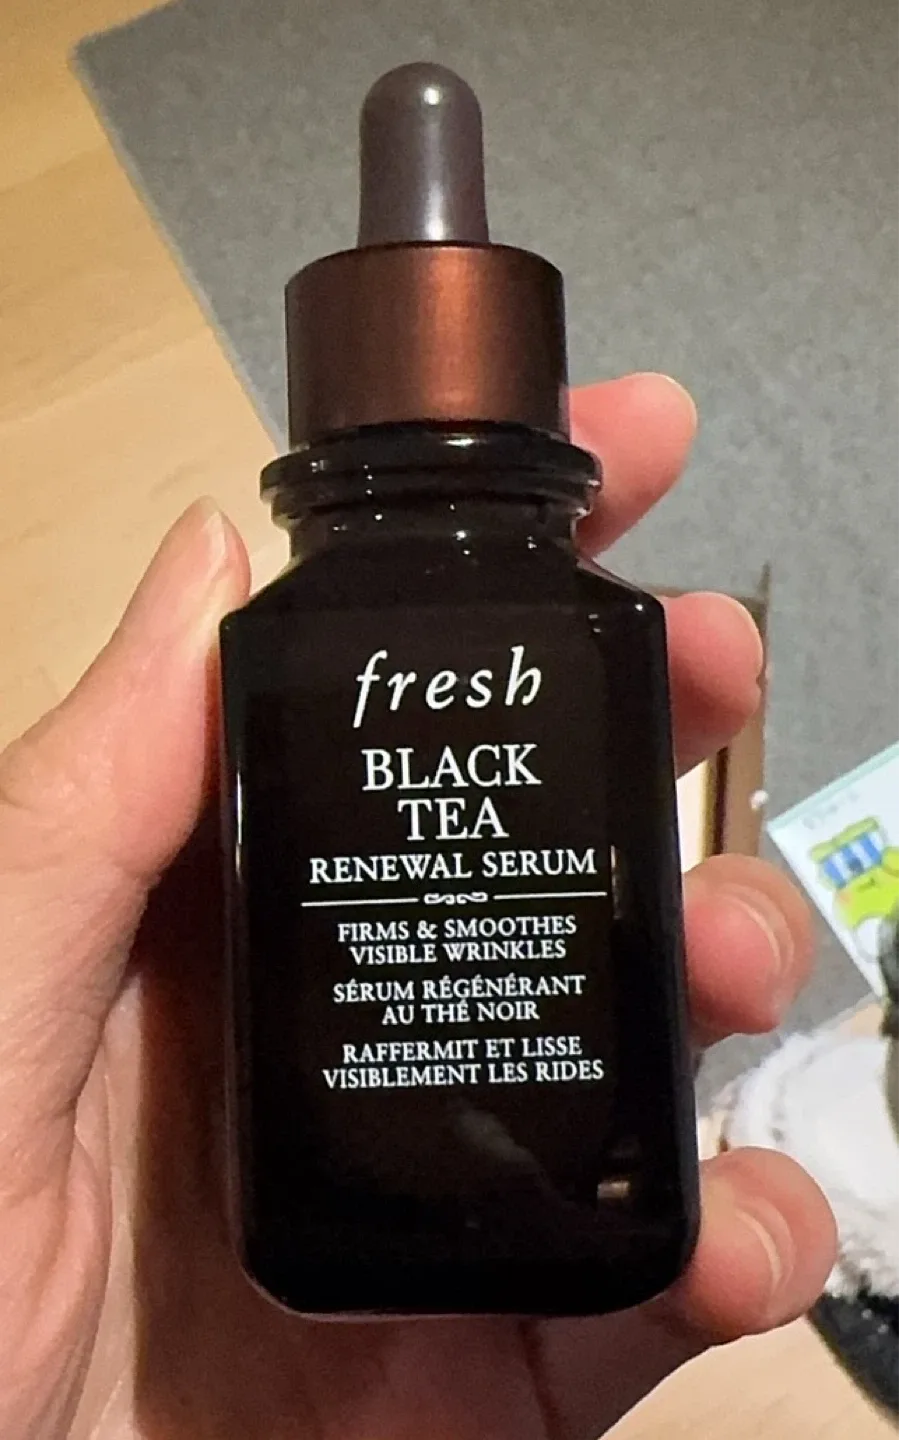 fresh
BLACK
TEA
RENEWAL SERUM
FIRMS & SMOOTHES
VISIBLE WRINKLES
SÉRUM RÉGÉNÉRANT
AU THÉ NOIR
RAFFERMIT ET LISSE
VISIBLEMENT LES RIDES